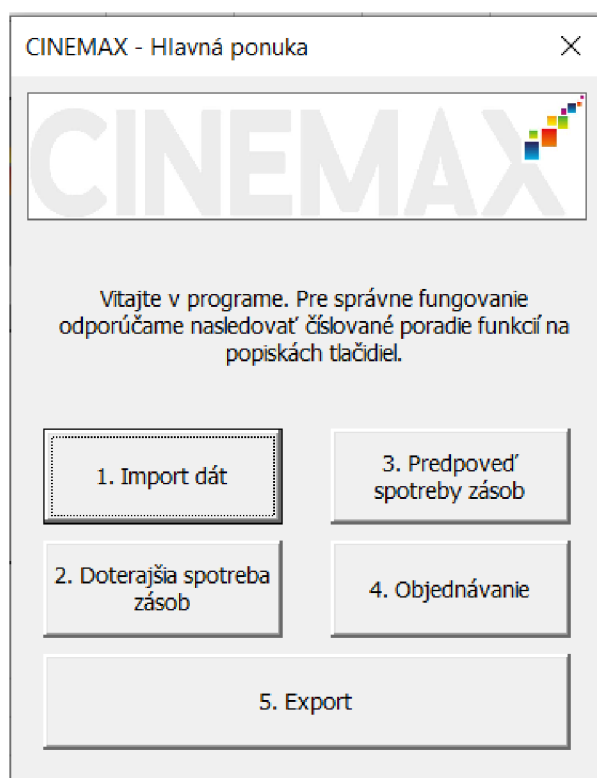 CINEMAX - Hlavná ponuka
CINEMAX
Vitajte v programe. Pre správne fungovanie
odporúčame nasledovať číslované poradie funkcií na
popiskách tlačidiel.
1. Import dát
3. Predpoveď
spotreby zásob
2. Doterajšia spotreba
zásob
4. Objednávanie
5. Export